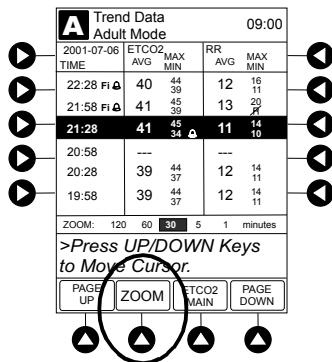 A Trend Data 09:00
Adult Mode
2001-07-06 ETCO2 RR
TIME AVG MAX MIN AVG MAX MIN
22:28 Fi 40 44 39 12 16 11
21:58 Fi 41 45 39 13 20
21:28 41 45 34 11 14 10
20:58 --- ---
20:28 39 44 37 12 14 11
19:58 39 44 37 12 14 11
ZOOM: 120 60 30 5 1 minutes
>Press UP/DOWN Keys
to Move Cursor.
PAGE UP ZOOM ETCO2 MAIN PAGE DOWN